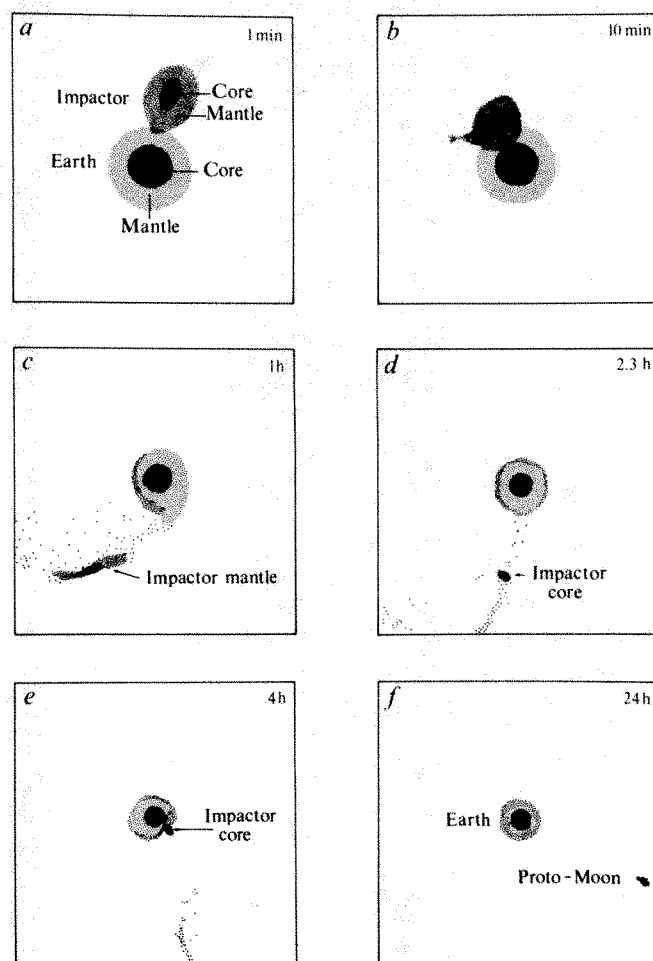 a
1 min
Impactor
Core
Mantle
Earth
Core
Mantle
b
10 min
c
1h
Impactor mantle
d
2.3 h
Impactor
core
e
4h
Impactor
core
f
24h
Earth
Proto-Moon